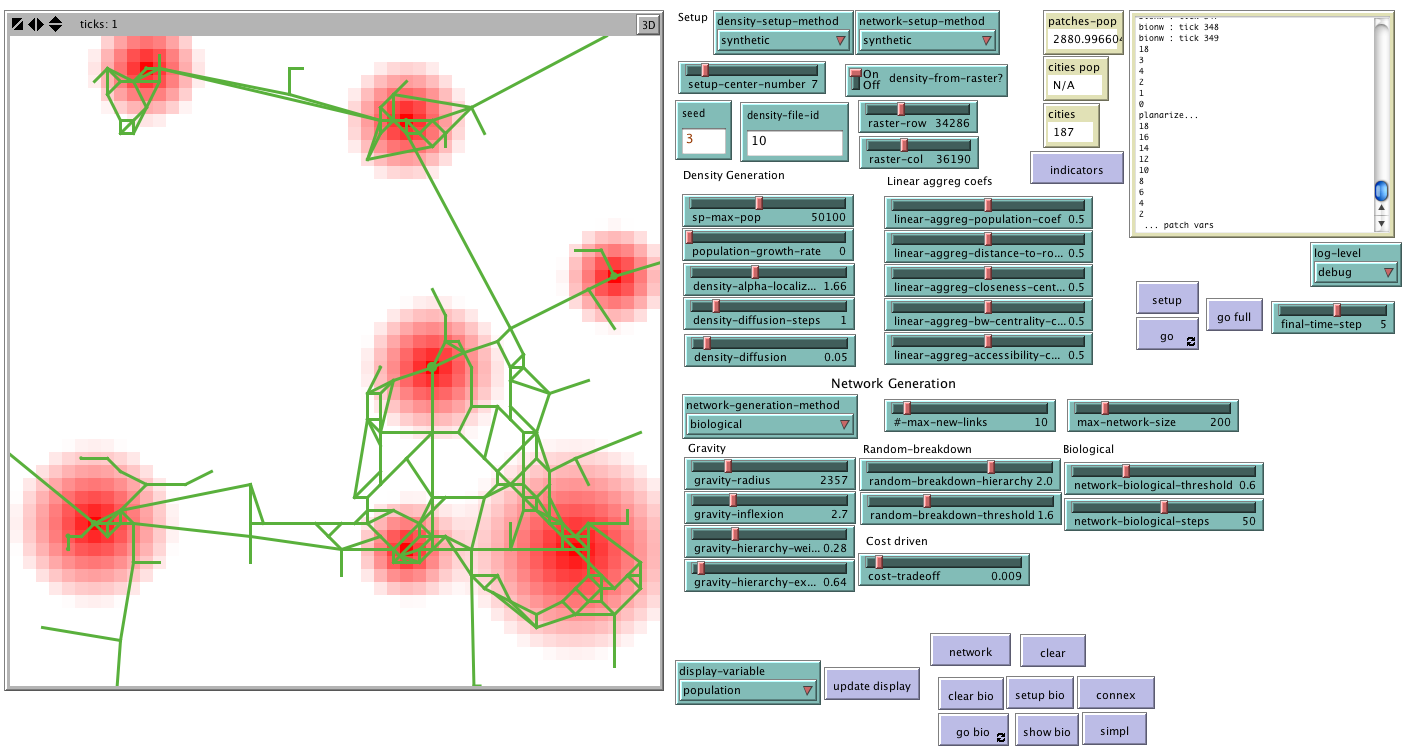 ticks: 1
3D
Setup
density-setup-method
synthetic
network-setup-method
synthetic
setup-center-number 7
On
Off
density-from-raster?
seed
3
density-file-id
10
raster-row 34286
raster-col 36190
patches-pop
2880.996604
cities pop
N/A
cities
187
indicators
bionw : tick 348
bionw : tick 349
18
3
4
2
1
0
planarize...
18
16
14
12
10
8
6
4
2
... patch vars
log-level
debug
Density Generation
sp-max-pop 50100
population-growth-rate 0
density-alpha-localiz... 1.66
density-diffusion-steps 1
density-diffusion 0.05
Linear aggreg coefs
linear-aggreg-population-coef 0.5
linear-aggreg-distance-to-ro... 0.5
linear-aggreg-closeness-cent... 0.5
linear-aggreg-bw-centrality-c... 0.5
linear-aggreg-accessibility-c... 0.5
setup
go
go full
final-time-step 5
Network Generation
network-generation-method
biological
#-max-new-links 10
max-network-size 200
Gravity
gravity-radius 2357
gravity-inflexion 2.7
gravity-hierarchy-wei... 0.28
gravity-hierarchy-ex... 0.64
Random-breakdown
random-breakdown-hierarchy 2.0
random-breakdown-threshold 1.6
Biological
network-biological-threshold 0.6
network-biological-steps 50
Cost driven
cost-tradeoff 0.009
display-variable
population
update display
network
clear
clear bio
setup bio
connex
go bio
show bio
simpl